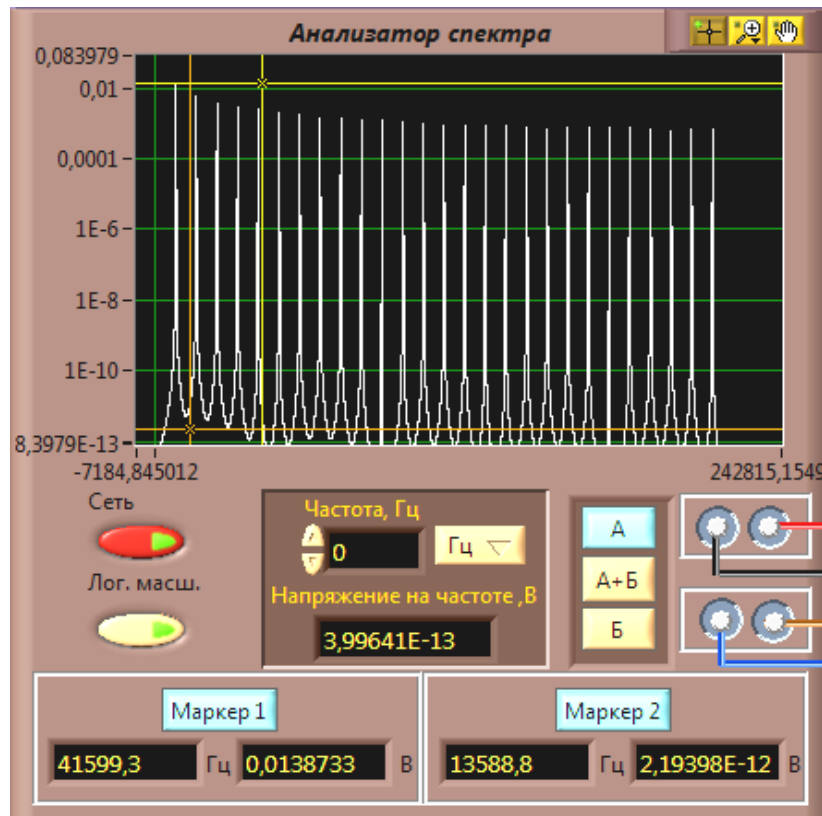 Анализатор спектра
0,083979
0,01
0,0001
1E-6
1E-8
1E-10
8,3979E-13
-7184,845012
242815,1549
Сеть
Лог. масш.
Частота, Гц
0
Гц
Напряжение на частоте ,В
3,99641E-13
А
А+Б
Б
Маркер 1
41599,3 Гц 0,0138733 В
Маркер 2
13588,8 Гц 2,19398E-12 В